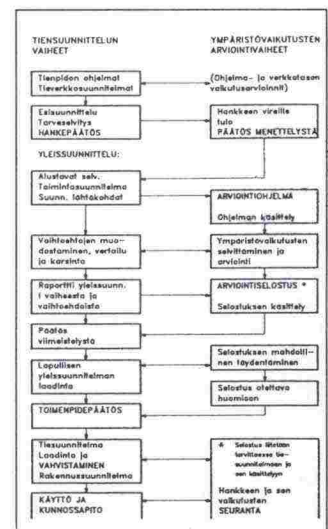 TIENSUUNNITTELUN
VAIHEET
YMPÄRISTÖVAIKUTUSTEN
ARVIOINTIVAIHEET
Tienpidon ohjelmat
Tieverkkosuunnitelmat
(Ohjelma- ja verkkotason
vaikutusarvioinnit)
Esisuunnittelu
Tarveselvitys
HANKEPÄÄTÖS
Hankkeen vireille
tulo
PÄÄTÖS MENETTELYSTÄ
YLEISSUUNNITTELU:
Alustavat selv.
Toimintasuunnitelma
Suunn. lähtökohdat
ARVIOINTIOHJELMA
Ohjelman käsittely
Vaihtoehtojen muo-
dostaminen, vertailu
ja karsinta
Ympäristövaikutusten
selvittäminen ja
arviointi
Raportti yleissuunn.
I vaiheesta ja
vaihtoehdoista
ARVIOINTISELOSTUS *
Selostuksen käsittely
Päätös
viimeistelystä
Lopullisen
yleissuunnitelman
laadinta
Selostuksen mahdolli-
nen täydentäminen
Selostus otettava
huomioon
TOIMENPIDEPÄÄTÖS
Tiesuunnitelma
Laadinta ja
VAHVISTAMINEN
Rakennussuunnitelma
* Selostus liitetään
tarvittaessa tie-
suunnitelmaan ja
sen käsittelyyn
KÄYTTÖ JA
KUNNOSSAPITO
Hankkeen ja sen
vaikutusten
SEURANTA